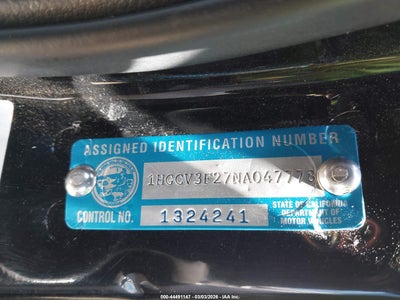 ASSIGNED IDENTIFICATION NUMBER
1HGCV3F27NA047778
CONTROL NO. 1324241
STATE OF CALIFORNIA
DEPARTMENT OF
MOTOR VEHICLES
000-44491147 - 03/03/2026 - IAA Inc.